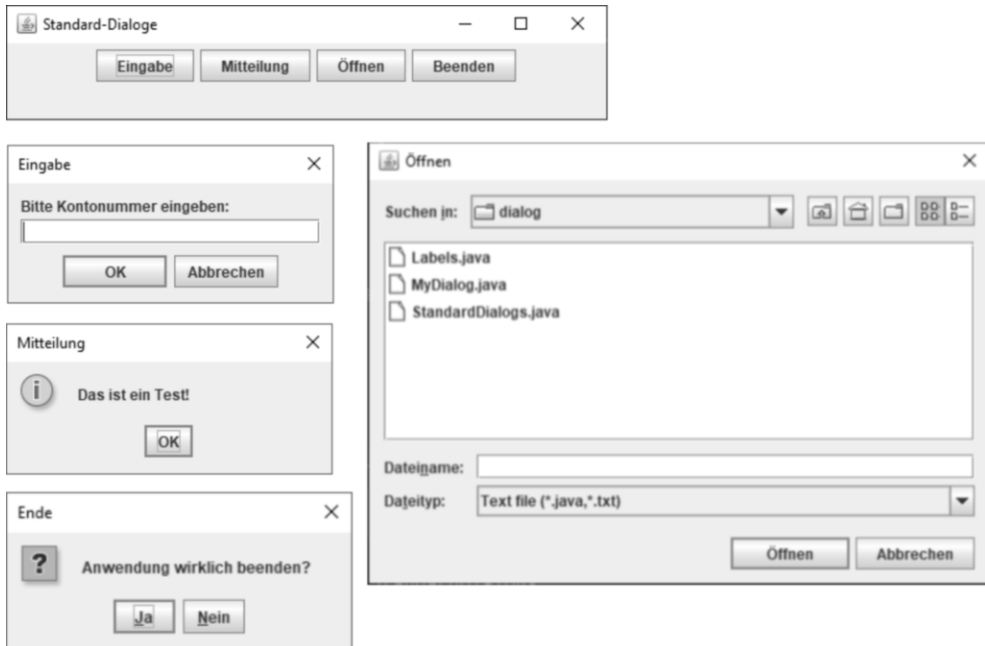 Standard-Dialoge
Eingabe Mitteilung Öffnen Beenden
Eingabe
Bitte Kontonummer eingeben:
OK Abbrechen
Mitteilung
i
Das ist ein Test!
OK
Ende
?
Anwendung wirklich beenden?
Ja Nein
Öffnen
Suchen in: dialog
Labels.java
MyDialog.java
StandardDialogs.java
Dateiname:
Dateityp: Text file (*.java,*.txt)
Öffnen Abbrechen